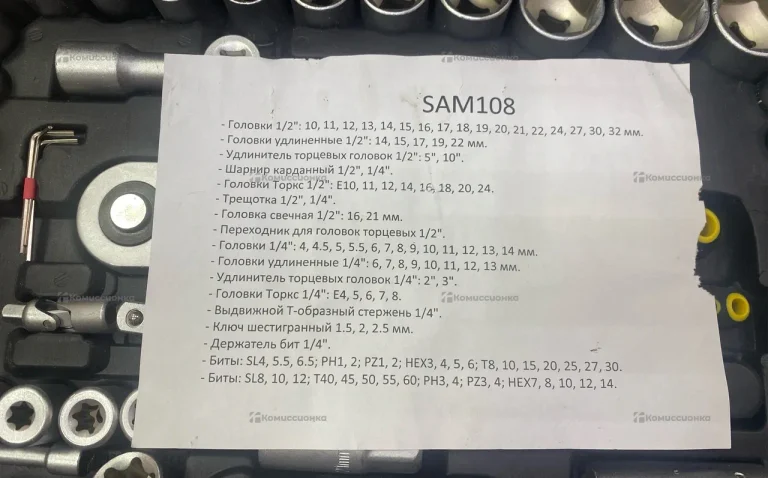 SAM108
- Головки 1/2": 10, 11, 12, 13, 14, 15, 16, 17, 18, 19, 20, 21, 22, 24, 27, 30, 32 мм.
- Головки удлиненные 1/2": 14, 15, 17, 19, 22 мм.
- Удлинитель торцевых головок 1/2": 5", 10".
- Шарнир карданный 1/2", 1/4".
- Головки Торкс 1/2": E10, 11, 12, 14, 16, 18, 20, 24.
- Трещотка 1/2", 1/4".
- Головка свечная 1/2": 16, 21 мм.
- Переходник для головок торцевых 1/2".
- Головки 1/4": 4, 4.5, 5, 5.5, 6, 7, 8, 9, 10, 11, 12, 13, 14 мм.
- Головки удлиненные 1/4": 6, 7, 8, 9, 10, 11, 12, 13 мм.
- Удлинитель торцевых головок 1/4": 2", 3".
- Головки Торкс 1/4": E4, 5, 6, 7, 8.
- Выдвижной Т-образный стержень 1/4".
- Ключ шестигранный 1.5, 2, 2.5 мм.
- Держатель бит 1/4".
- Биты: SL4, 5.5, 6.5; PH1, 2; PZ1, 2; HEX3, 4, 5, 6; T8, 10, 15, 20, 25, 27, 30.
- Биты: SL8, 10, 12; T40, 45, 50, 55, 60; PH3, 4; PZ3, 4; HEX7, 8, 10, 12, 14.
Комиссионка
Комиссионка
Комиссионка
Комиссионка
Комиссионка
Комиссионка
Комиссионка
Комиссионка
Комиссионка